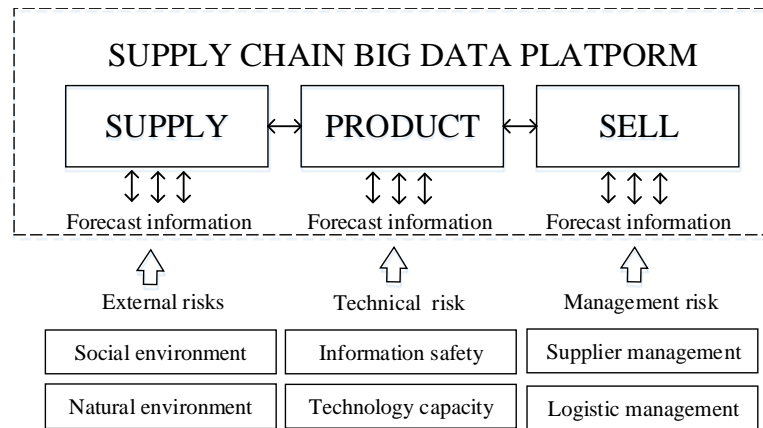 SUPPLY CHAIN BIG DATA PLATPORM
SUPPLY PRODUCT SELL
Forecast information Forecast information Forecast information
External risks Technical risk Management risk
Social environment Information safety Supplier management
Natural environment Technology capacity Logistic management